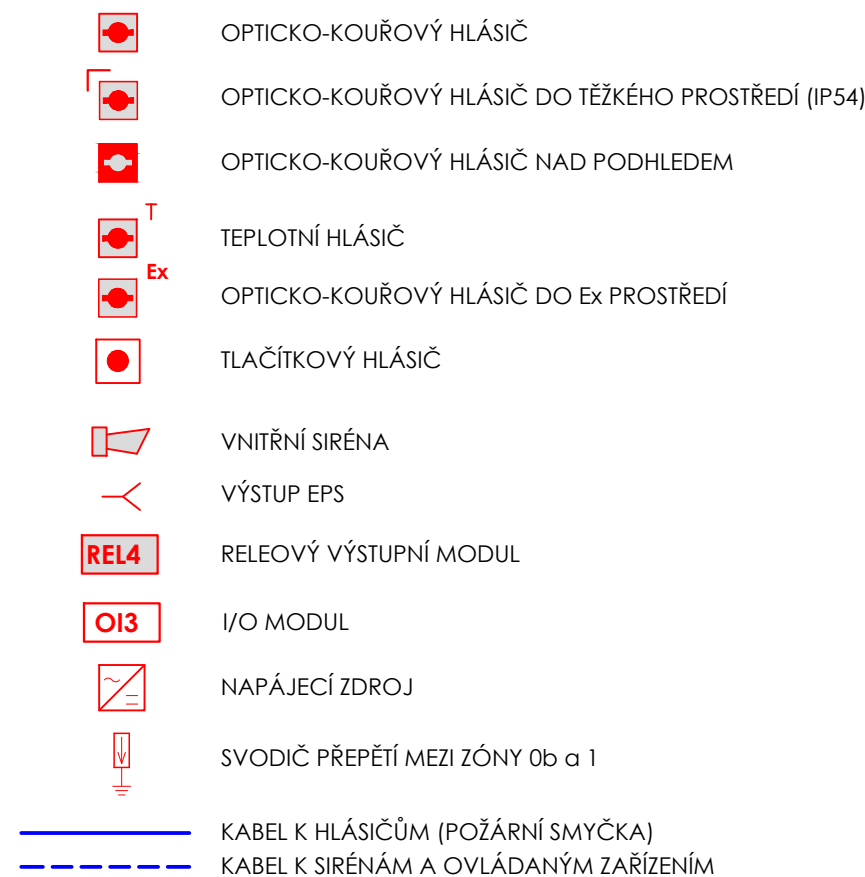 OPTICKO-KOUŘOVÝ HLÁSIČ
OPTICKO-KOUŘOVÝ HLÁSIČ DO TĚŽKÉHO PROSTŘEDÍ (IP54)
OPTICKO-KOUŘOVÝ HLÁSIČ NAD PODHLEDEM
T
TEPLOTNÍ HLÁSIČ
Ex
OPTICKO-KOUŘOVÝ HLÁSIČ DO Ex PROSTŘEDÍ
TLAČÍTKOVÝ HLÁSIČ
VNITŘNÍ SIRÉNA
VÝSTUP EPS
REL4 RELEOVÝ VÝSTUPNÍ MODUL
OI3 I/O MODUL
NAPÁJECÍ ZDROJ
SVODIČ PŘEPĚTÍ MEZI ZÓNY 0b a 1
KABEL K HLÁSIČŮM (POŽÁRNÍ SMYČKA)
KABEL K SIRÉNÁM A OVLÁDANÝM ZAŘÍZENÍM